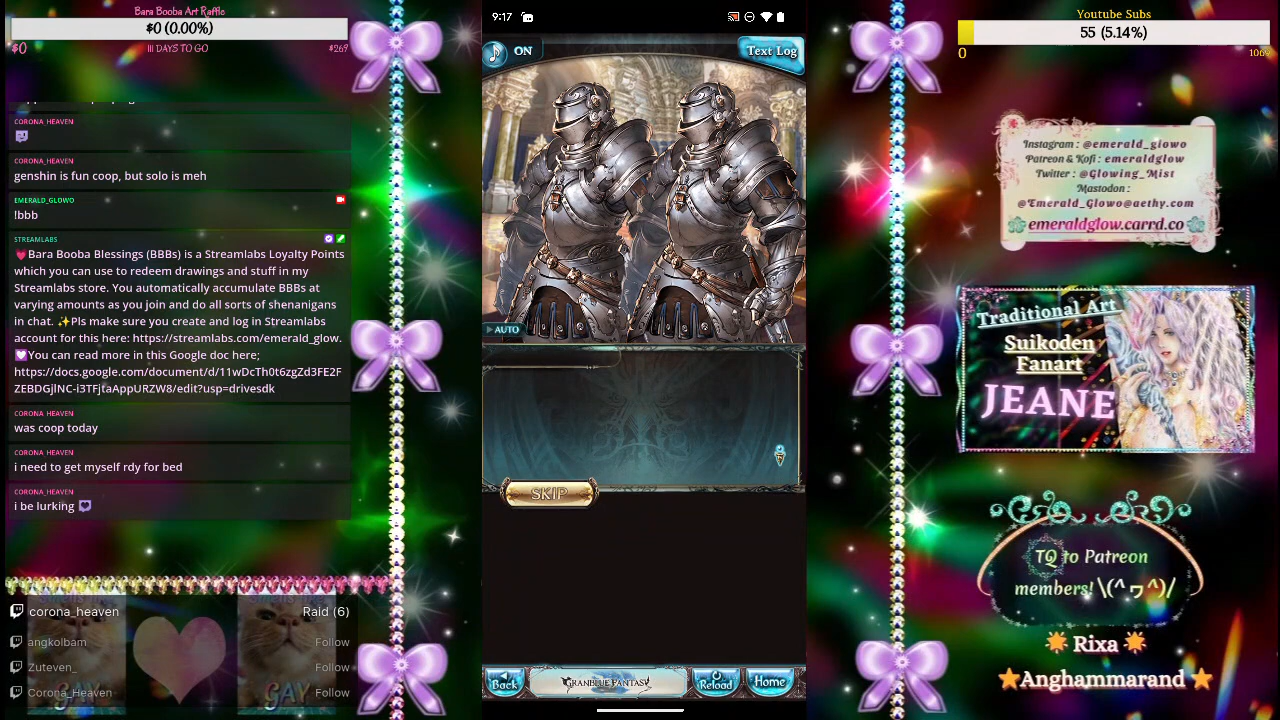 Bara Booba Art Raffle
$0 (0.00%)
$0
111 DAYS TO GO
$269
CORONA_HEAVEN
CORONA_HEAVEN
genshin is fun coop, but solo is meh
EMERALD_GLOWO
!bbb
STREAMLABS
Bara Booba Blessings (BBBs) is a Streamlabs Loyalty Points
which you can use to redeem drawings and stuff in my
Streamlabs store. You automatically accumulate BBBs at
varying amounts as you join and do all sorts of shenanigans
in chat. ✨Pls make sure you create and log in Streamlabs
account for this here: https://streamlabs.com/emerald_glow.
You can read more in this Google doc here;
https://docs.google.com/document/d/11wDcTh0t6zgZd3FE2F
ZEBDGjlNC-i3TFjtaAppURZW8/edit?usp=drivesdk
CORONA_HEAVEN
was coop today
CORONA_HEAVEN
i need to get myself rdy for bed
CORONA_HEAVEN
i be lurking
corona_heaven Raid (6)
angkolbam Follow
Zuteven_ Follow
Corona_Heaven Follow
GAY
GAY
9:17
ON
Text Log
AUTO
SKIP
Back
GRANBLUE FANTASY
Reload
Home
Youtube Subs
55 (5.14%)
0
1069
Instagram : @emerald_glowo
Patreon & Kofi : emeraldglow
Twitter : @Glowing_Mist
Mastodon :
@Emerald_Glowo@aethy.com
emeraldglow.carrd.co
Traditional Art
Suikoden
Fanart
JEANE
TQ to Patreon
members! \(^ヮ^)/
Rixa
Anghammarand